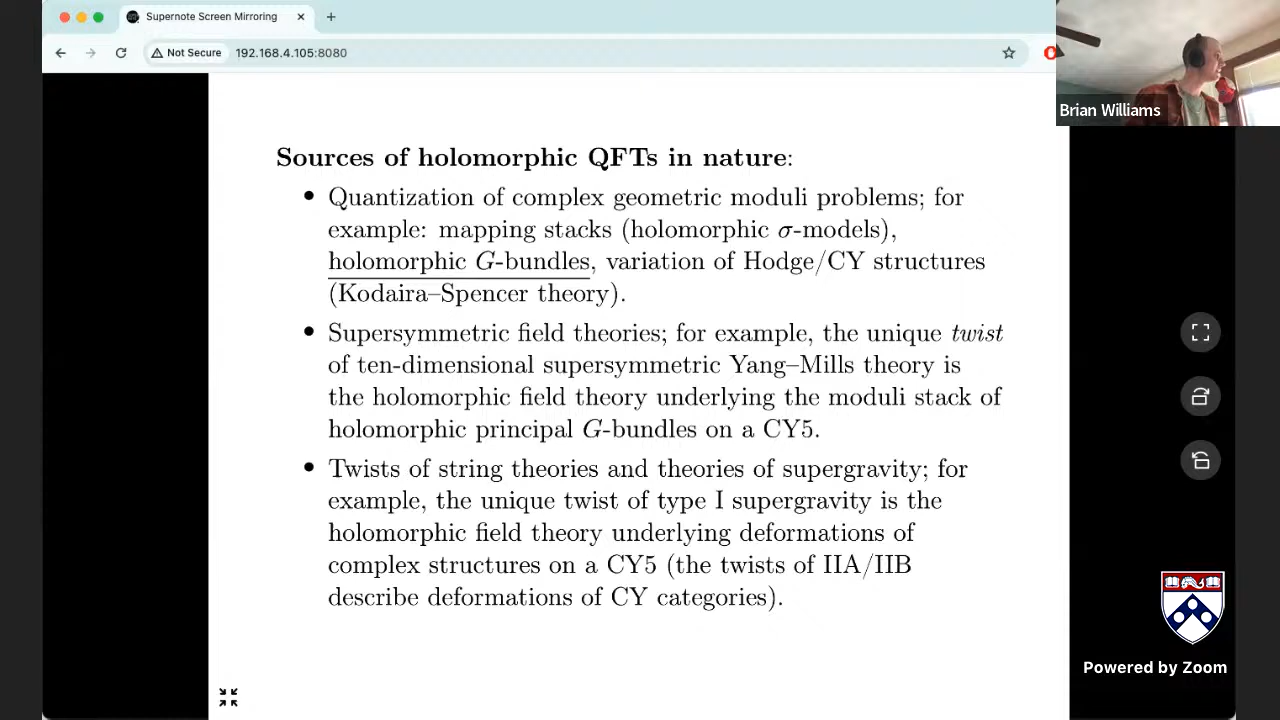 Supernote Screen Mirroring
Not Secure
192.168.4.105:8080
Brian Williams
Sources of holomorphic QFTs in nature:
• Quantization of complex geometric moduli problems; for
example: mapping stacks (holomorphic σ-models),
holomorphic G-bundles, variation of Hodge/CY structures
(Kodaira–Spencer theory).
• Supersymmetric field theories; for example, the unique twist
of ten-dimensional supersymmetric Yang–Mills theory is
the holomorphic field theory underlying the moduli stack of
holomorphic principal G-bundles on a CY5.
• Twists of string theories and theories of supergravity; for
example, the unique twist of type I supergravity is the
holomorphic field theory underlying deformations of
complex structures on a CY5 (the twists of IIA/IIB
describe deformations of CY categories).
Powered by Zoom